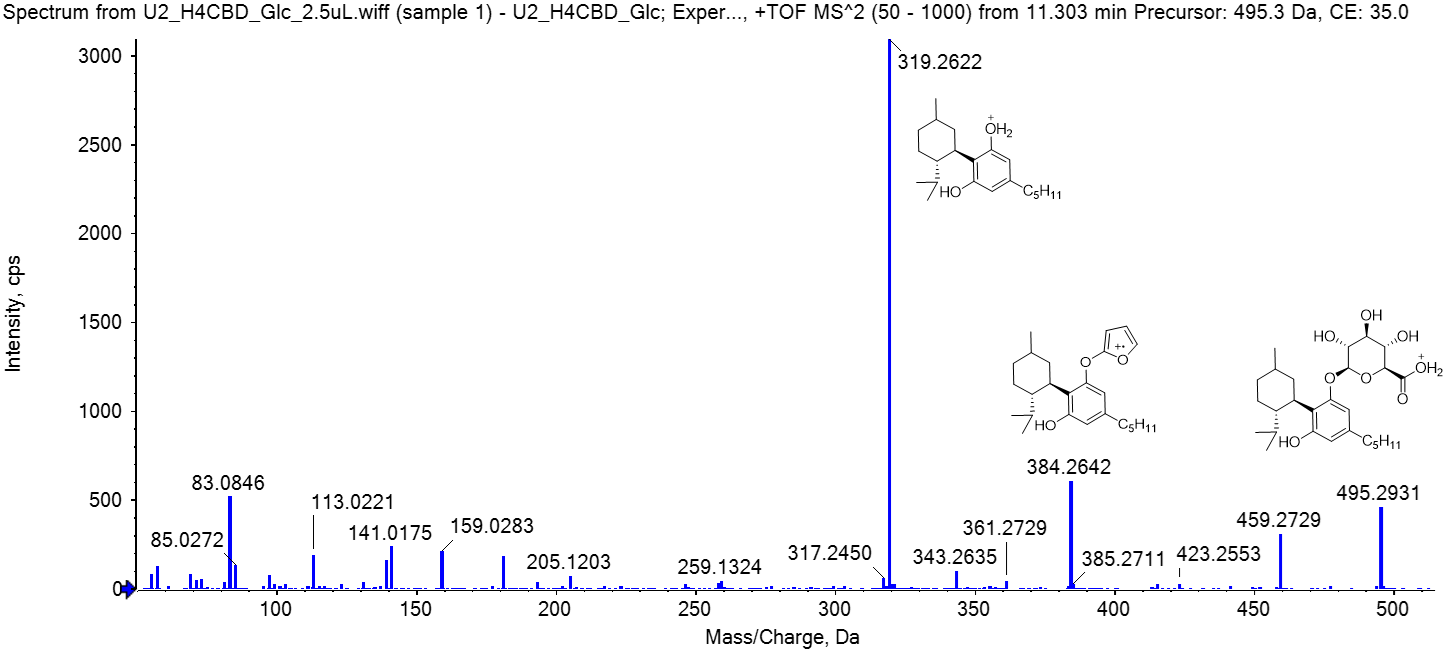 Spectrum from U2_H4CBD_Glc_2.5uL.wiff (sample 1) - U2_H4CBD_Glc; Exper..., +TOF MS^2 (50 - 1000) from 11.303 min Precursor: 495.3 Da, CE: 35.0
Intensity, cps
3000
2500
2000
1500
1000
500
0
319.2622
+
OH2
HO
C5H11
O
O
+•
HO
C5H11
384.2642
OH
HO
OH
O
O
+
OH2
O
HO
C5H11
495.2931
83.0846
85.0272
113.0221
141.0175
159.0283
205.1203
259.1324
317.2450
343.2635
361.2729
385.2711
423.2553
459.2729
100
150
200
250
300
350
400
450
500
Mass/Charge, Da